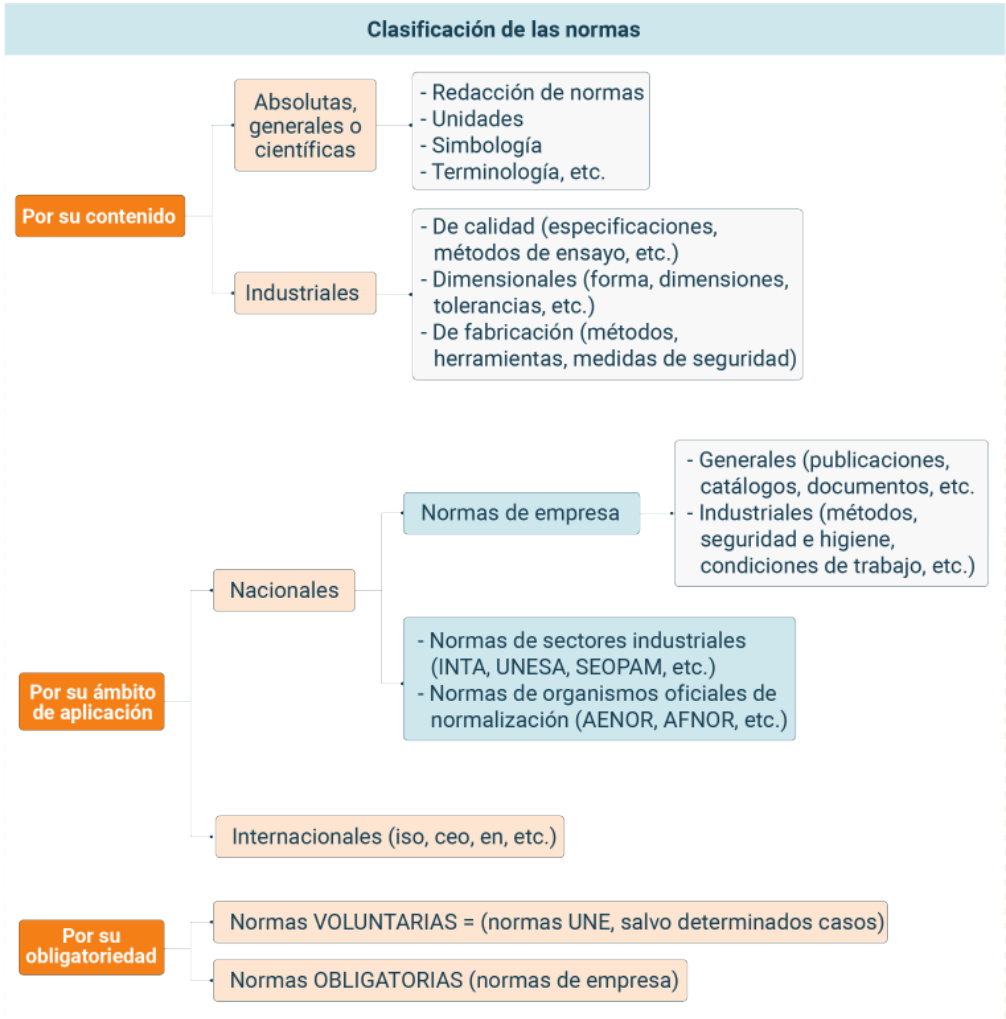 Clasificación de las normas
Por su contenido
Absolutas,
generales o
científicas
- Redacción de normas
- Unidades
- Simbología
- Terminología, etc.
Industriales
- De calidad (especificaciones,
métodos de ensayo, etc.)
- Dimensionales (forma, dimensiones,
tolerancias, etc.)
- De fabricación (métodos,
herramientas, medidas de seguridad)
Por su ámbito
de aplicación
Nacionales
Normas de empresa
- Generales (publicaciones,
catálogos, documentos, etc.
- Industriales (métodos,
seguridad e higiene,
condiciones de trabajo, etc.)
- Normas de sectores industriales
(INTA, UNESA, SEOPAM, etc.)
- Normas de organismos oficiales de
normalización (AENOR, AFNOR, etc.)
Internacionales (iso, ceo, en, etc.)
Por su
obligatoriedad
Normas VOLUNTARIAS = (normas UNE, salvo determinados casos)
Normas OBLIGATORIAS (normas de empresa)